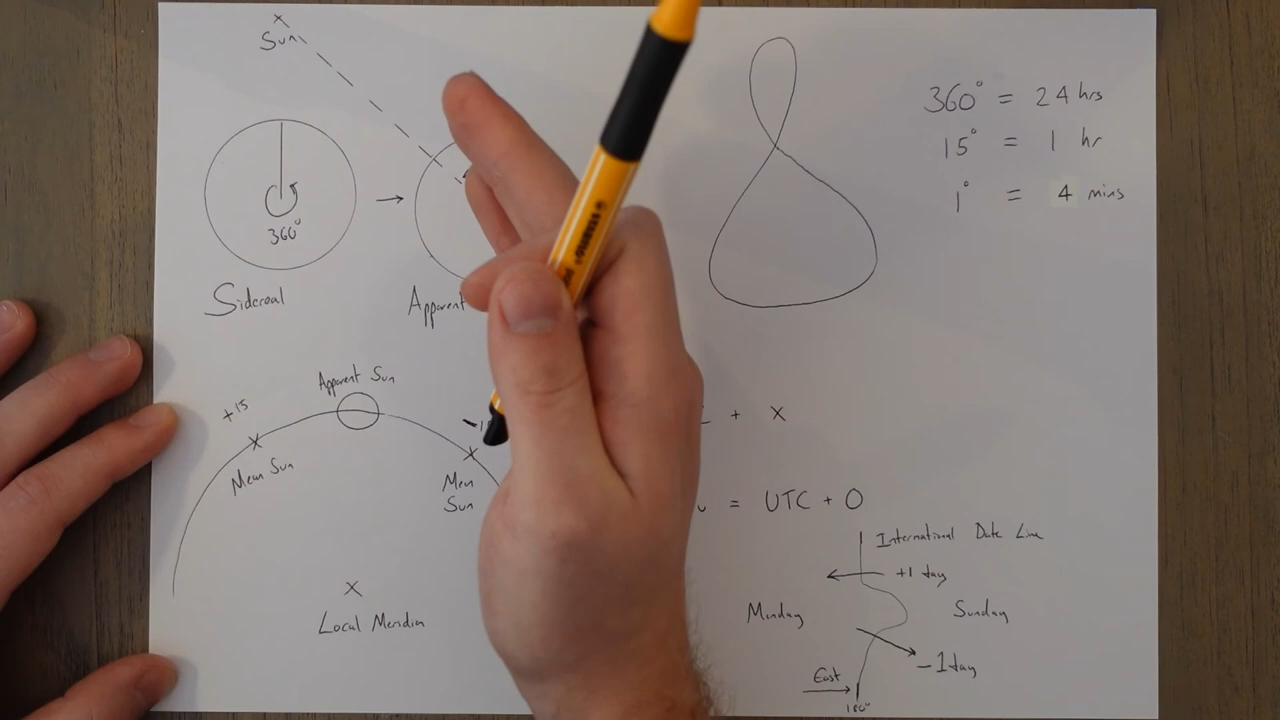 Sun
360° = 24 hrs
15° = 1 hr
1° = 4 mins
360°
Sidereal
Apparent
Apparent Sun
+15
Mean Sun
Mean
Sun
+ X
= UTC + 0
International Date Line
+1 day
Monday
Sunday
-1 day
East
180°
Local Meridian
STABILO